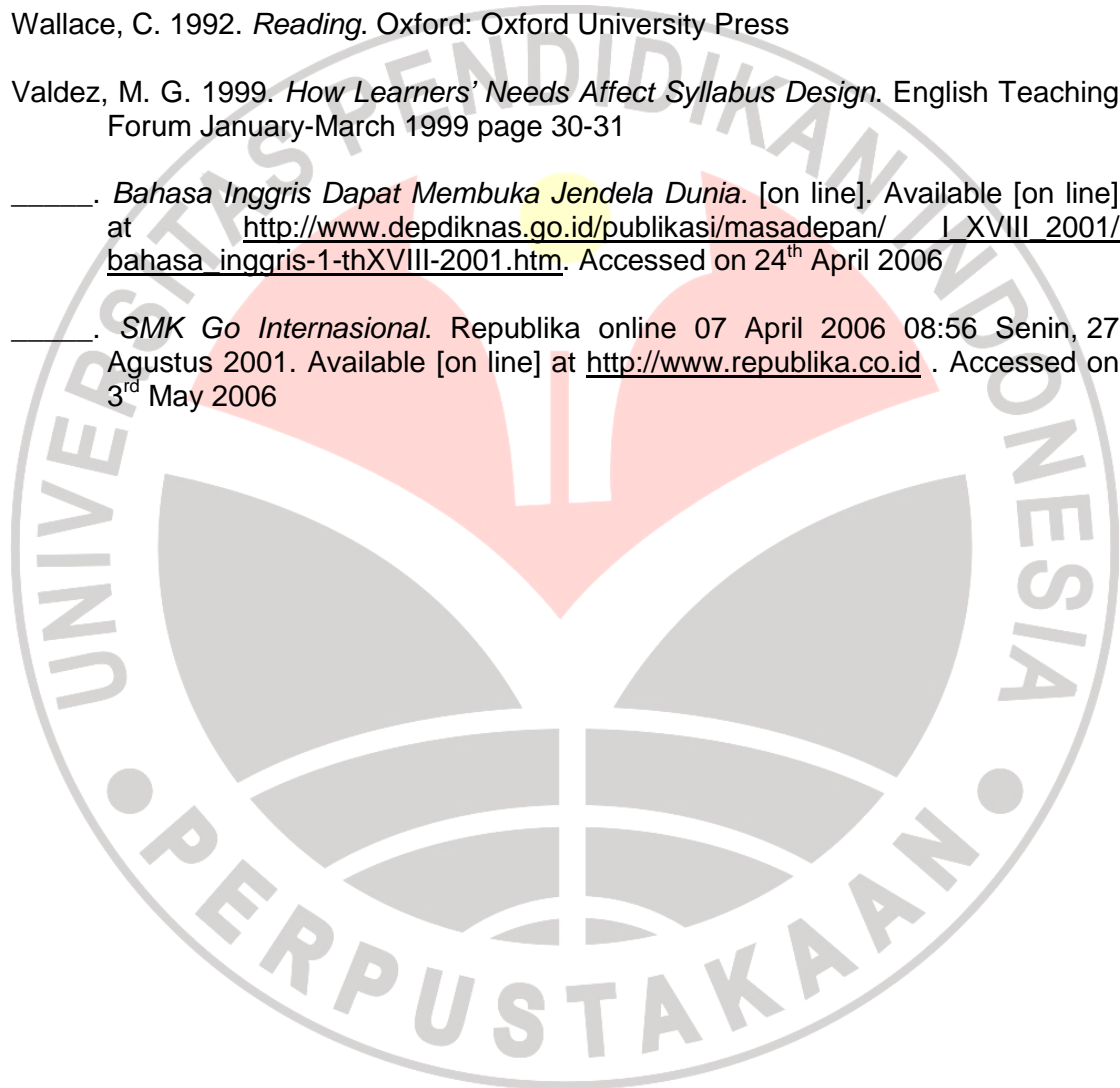 Wallace, C. 1992. Reading. Oxford: Oxford University Press
Valdez, M. G. 1999. How Learners' Needs Affect Syllabus Design. English Teaching
Forum January-March 1999 page 30-31
_____. Bahasa Inggris Dapat Membuka Jendela Dunia. [on line]. Available [on line]
at http://www.depdiknas.go.id/publikasi/masadepan/ I_XVIII_2001/
bahasa_inggris-1-thXVIII-2001.htm. Accessed on 24th April 2006
_____. SMK Go Internasional. Republika online 07 April 2006 08:56 Senin, 27
Agustus 2001. Available [on line] at http://www.republika.co.id . Accessed on
3rd May 2006
UNIVERSITAS PENDIDIKAN INDONESIA
PERPUSTAKAAN